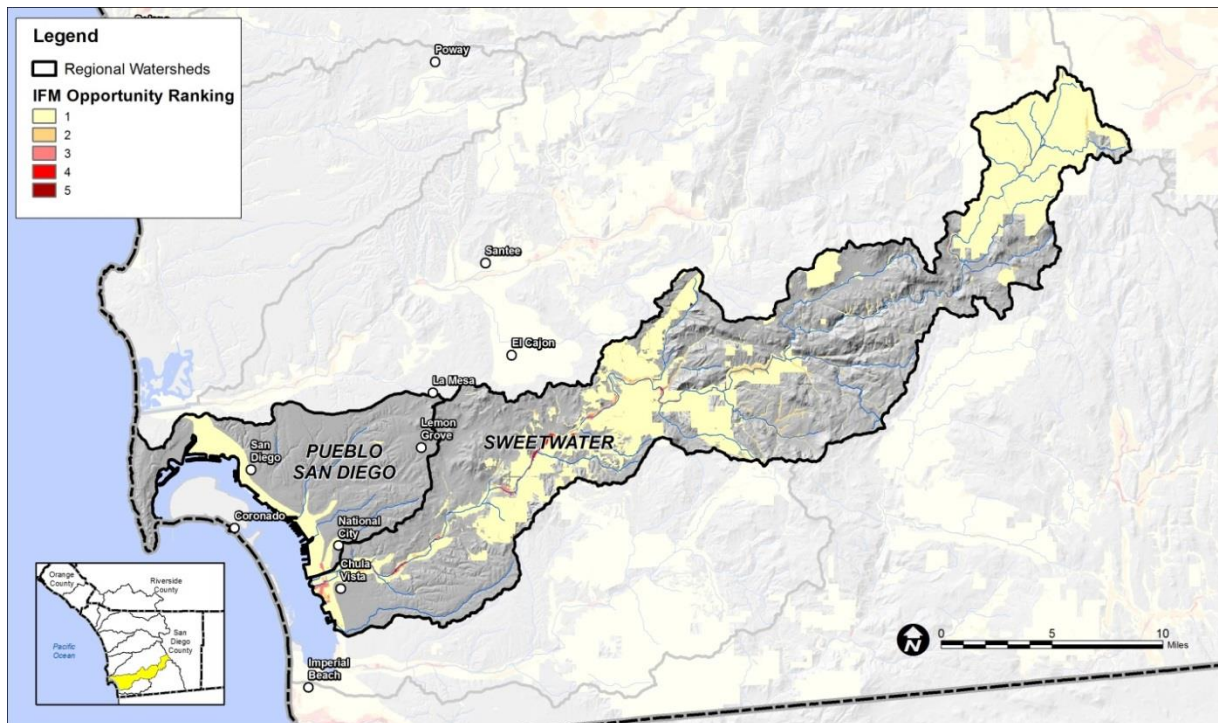 Legend
Regional Watersheds
IFM Opportunity Ranking
1
2
3
4
5
Poway
Santee
El Cajon
La Mesa
Lemon
Grove
SWEETWATER
PUEBLO
SAN DIEGO
San
Diego
Coronado
National
City
Chula
Vista
Imperial
Beach
Orange
County
Riverside
County
San
Diego
County
Pacific
Ocean
0
5
10
Miles
N